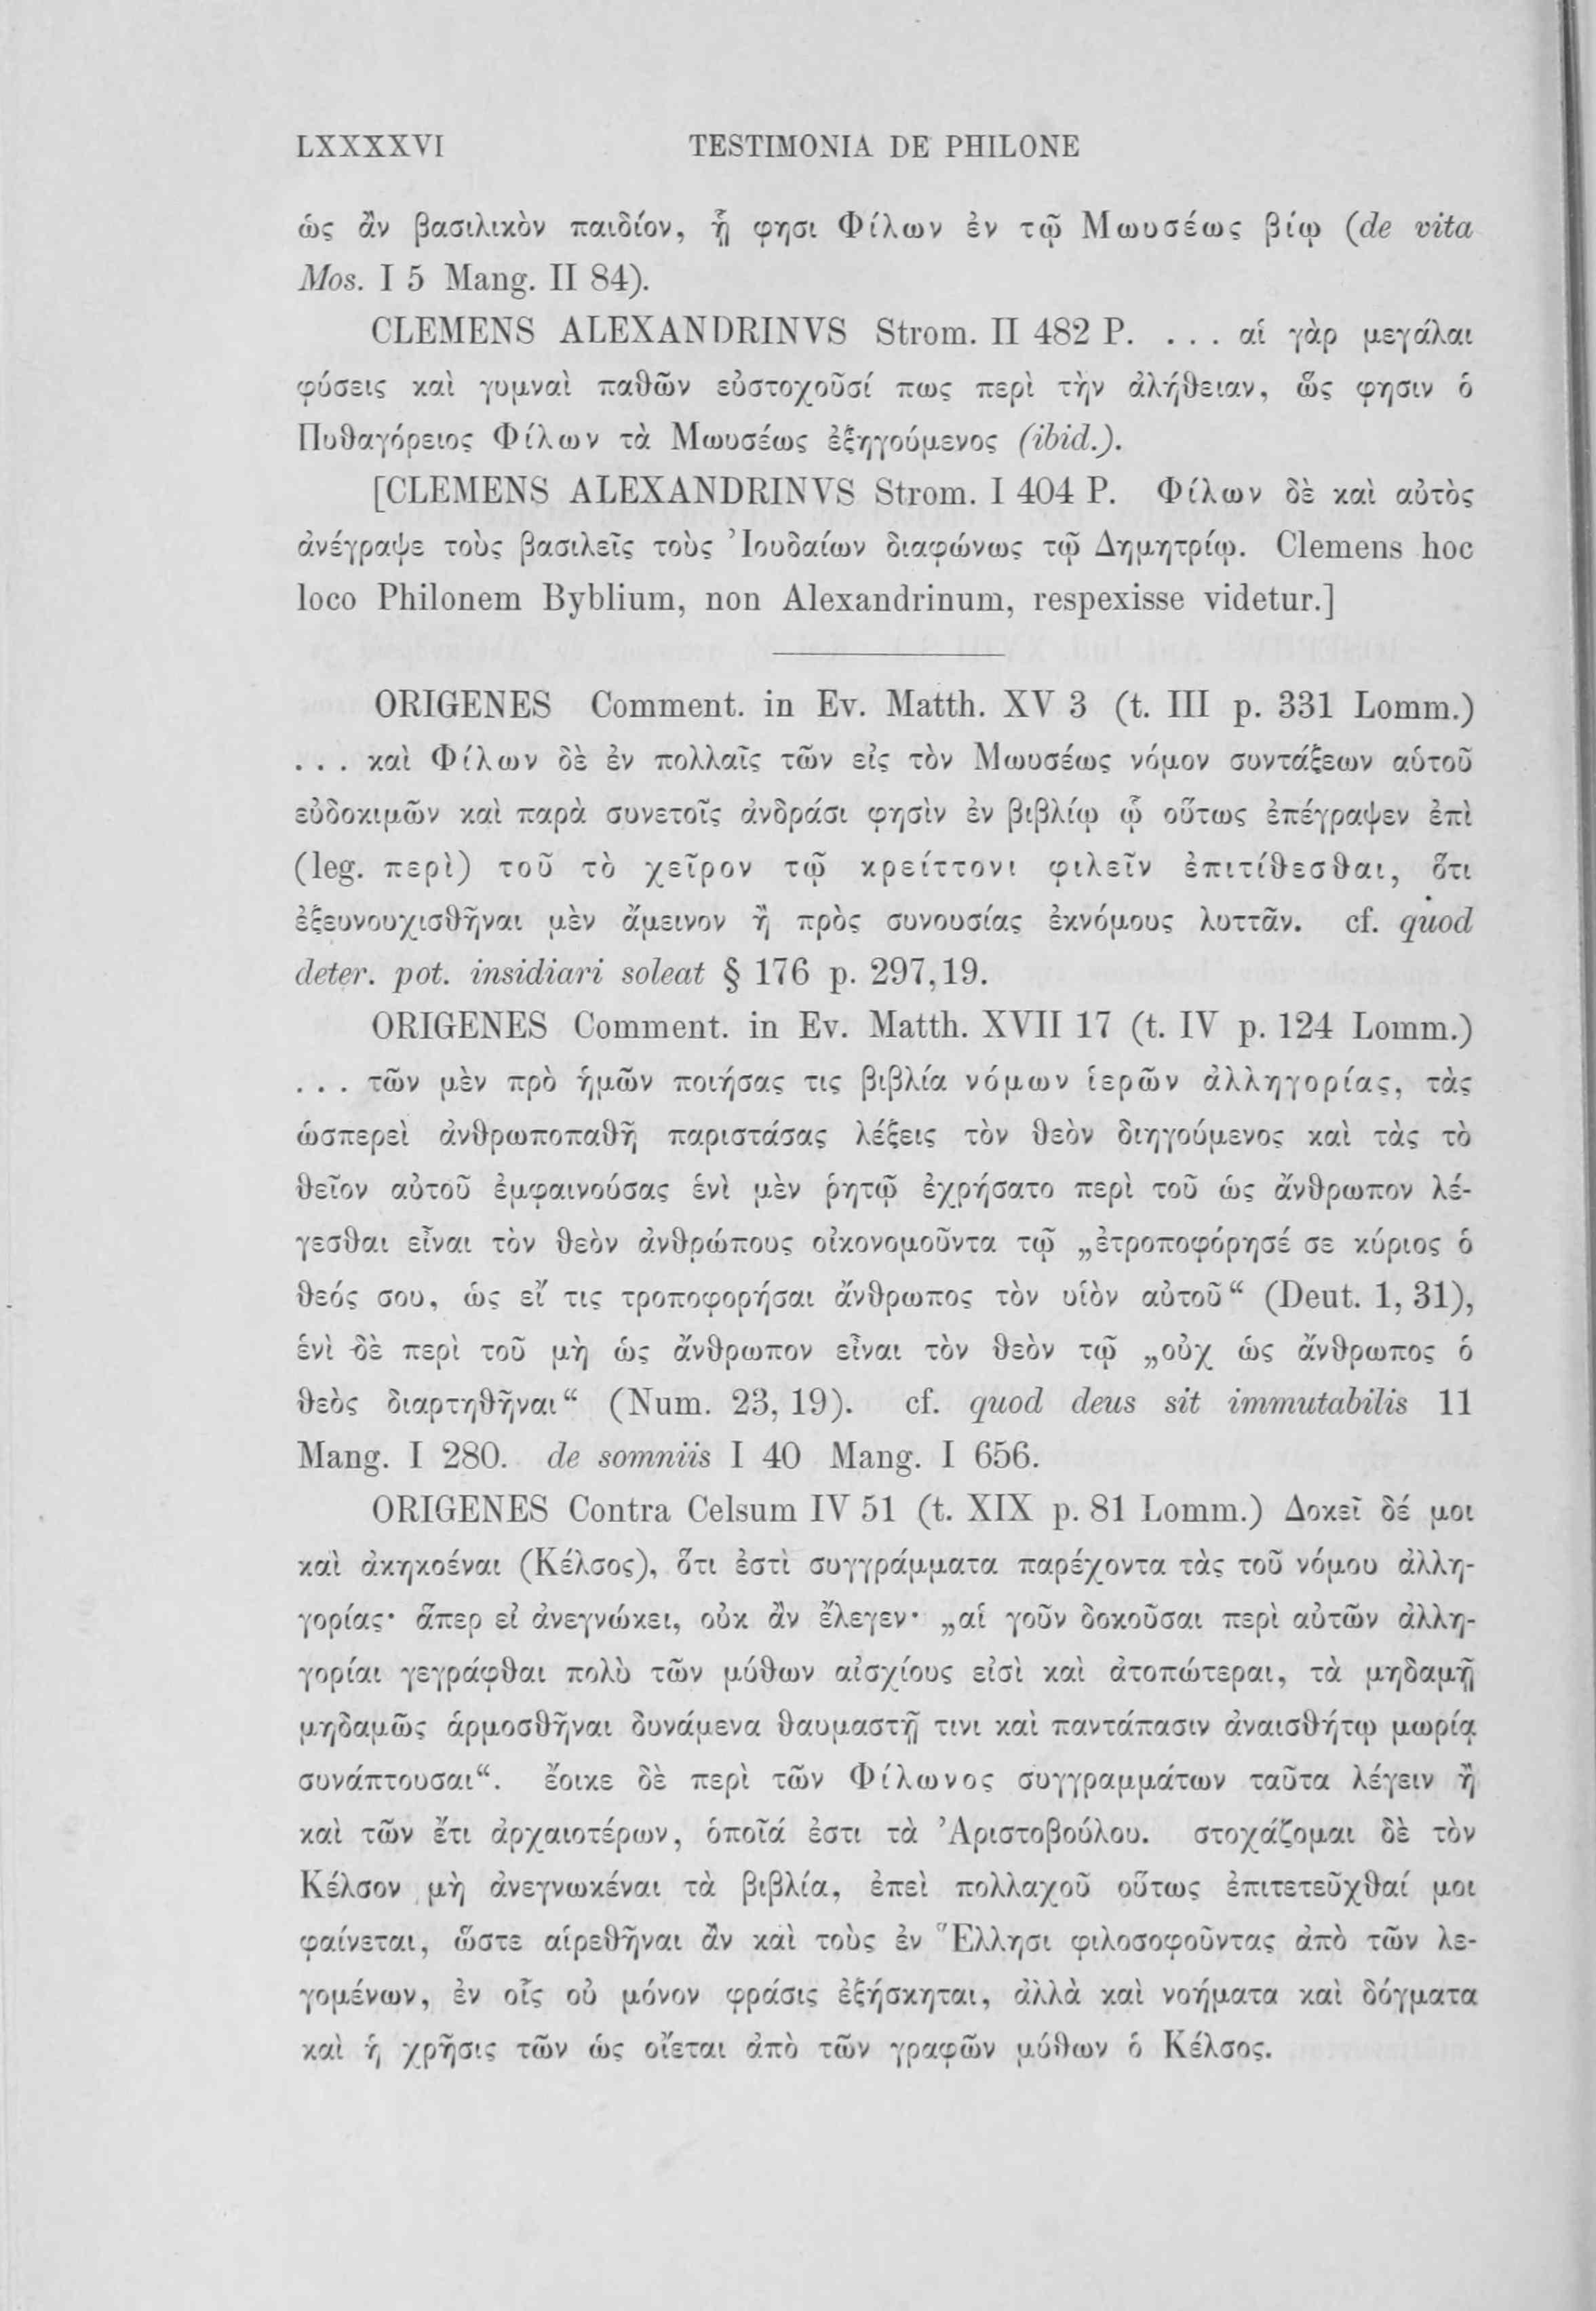 LXXXXVI TESTIMONIA DE PHILONE
ὡς ἂν βασιλικὸν παιδίον, ᾗ φησι Φίλων ἐν τῷ Μωυσέως βίῳ (de vita
Mos. I 5 Mang. II 84).
CLEMENS ALEXANDRINVS Strom. II 482 P. ... αἱ γὰρ μεγάλαι
φύσεις καὶ γυμναὶ παθῶν εὐστοχοῦσί πως περὶ τὴν ἀλήθειαν, ὥς φησιν ὁ
Πυθαγόρειος Φίλων τὰ Μωυσέως ἐξηγούμενος (ibid.).
[CLEMENS ALEXANDRINVS Strom. I 404 P. Φίλων δὲ καὶ αὐτὸς
ἀνέγραψε τοὺς βασιλεῖς τοὺς Ἰουδαίων διαφώνως τῷ Δημητρίῳ. Clemens hoc
loco Philonem Byblium, non Alexandrinum, respexisse videtur.]
ORIGENES Comment. in Ev. Matth. XV 3 (t. III p. 331 Lomm.)
... καὶ Φίλων δὲ ἐν πολλαῖς τῶν εἰς τὸν Μωυσέως νόμον συντάξεων αὑτοῦ
εὐδοκιμῶν καὶ παρὰ συνετοῖς ἀνδράσι φησὶν ἐν βιβλίῳ ᾧ οὕτως ἐπέγραψεν ἐπὶ
(leg. περὶ) τοῦ τὸ χεῖρον τῷ κρείττονι φιλεῖν ἐπιτίθεσθαι, ὅτι
ἐξευνουχισθῆναι μὲν ἄμεινον ἢ πρὸς συνουσίας ἐκνόμους λυττᾶν. cf. quod
deter. pot. insidiari soleat § 176 p. 297,19.
ORIGENES Comment. in Ev. Matth. XVII 17 (t. IV p. 124 Lomm.)
... τῶν μὲν πρὸ ἡμῶν ποιήσας τις βιβλία νόμων ἱερῶν ἀλληγορίας, τὰς
ὡσπερεὶ ἀνθρωποπαθῆ παριστάσας λέξεις τὸν θεὸν διηγούμενος καὶ τὰς τὸ
θεῖον αὐτοῦ ἐμφαινούσας ἑνὶ μὲν ῥητῷ ἐχρήσατο περὶ τοῦ ὡς ἄνθρωπον λέ-
γεσθαι εἶναι τὸν θεὸν ἀνθρώπους οἰκονομοῦντα τῷ „ἐτροποφόρησέ σε κύριος ὁ
θεός σου, ὡς εἴ τις τροποφορήσαι ἄνθρωπος τὸν υἱὸν αὐτοῦ“ (Deut. 1, 31),
ἑνὶ δὲ περὶ τοῦ μὴ ὡς ἄνθρωπον εἶναι τὸν θεὸν τῷ „οὐχ ὡς ἄνθρωπος ὁ
θεὸς διαρτηθῆναι“ (Num. 23, 19). cf. quod deus sit immutabilis 11
Mang. I 280. de somniis I 40 Mang. I 656.
ORIGENES Contra Celsum IV 51 (t. XIX p. 81 Lomm.) Δοκεῖ δέ μοι
καὶ ἀκηκοέναι (Κέλσος), ὅτι ἐστὶ συγγράμματα παρέχοντα τὰς τοῦ νόμου ἀλλη-
γορίας· ἅπερ εἰ ἀνεγνώκει, οὐκ ἂν ἔλεγεν· „αἱ γοῦν δοκοῦσαι περὶ αὐτῶν ἀλλη-
γορίαι γεγράφθαι πολὺ τῶν μύθων αἰσχίους εἰσὶ καὶ ἀτοπώτεραι, τὰ μηδαμῇ
μηδαμῶς ἁρμοσθῆναι δυνάμενα θαυμαστῇ τινι καὶ παντάπασιν ἀναισθήτῳ μωρίᾳ
συνάπτουσαι“. ἔοικε δὲ περὶ τῶν Φίλωνος συγγραμμάτων ταῦτα λέγειν ἢ
καὶ τῶν ἔτι ἀρχαιοτέρων, ὁποῖά ἐστι τὰ Ἀριστοβούλου. στοχάζομαι δὲ τὸν
Κέλσον μὴ ἀνεγνωκέναι τὰ βιβλία, ἐπεὶ πολλαχοῦ οὕτως ἐπιτετεῦχθαί μοι
φαίνεται, ὥστε αἱρεθῆναι ἂν καὶ τοὺς ἐν Ἕλλησι φιλοσοφοῦντας ἀπὸ τῶν λε-
γομένων, ἐν οἷς οὐ μόνον φράσις ἐξήσκηται, ἀλλὰ καὶ νοήματα καὶ δόγματα
καὶ ἡ χρῆσις τῶν ὡς οἴεται ἀπὸ τῶν γραφῶν μύθων ὁ Κέλσος.